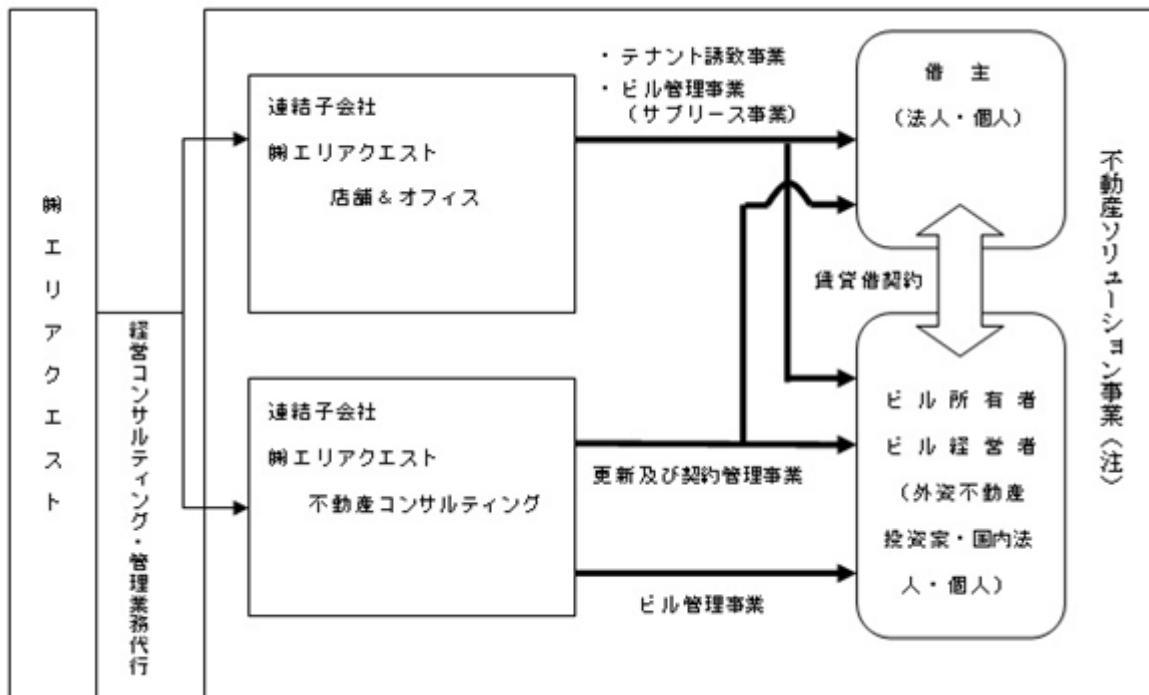 ㈱エリアクエスト
経営コンサルティング・管理業務代行
連結子会社
㈱エリアクエスト
店舗＆オフィス
連結子会社
㈱エリアクエスト
不動産コンサルティング
・ テナント誘致事業
・ ビル管理事業
（サブリース事業）
更新及び契約管理事業
ビル管理事業
借 主
（法人・個人）
賃貸借契約
ビ ル 所 有 者
ビ ル 経 営 者
（外資不動産
投資家・国内法
人・個人）
不動産ソリューション事業（注）